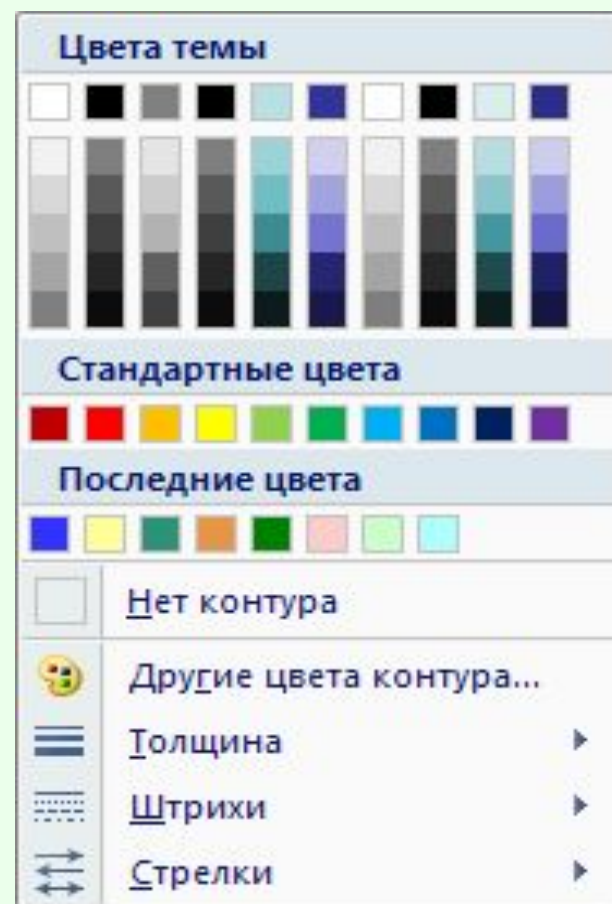 Цвета темы
Стандартные цвета
Последние цвета
Нет контура
Другие цвета контура...
Толщина
Штрихи
Стрелки